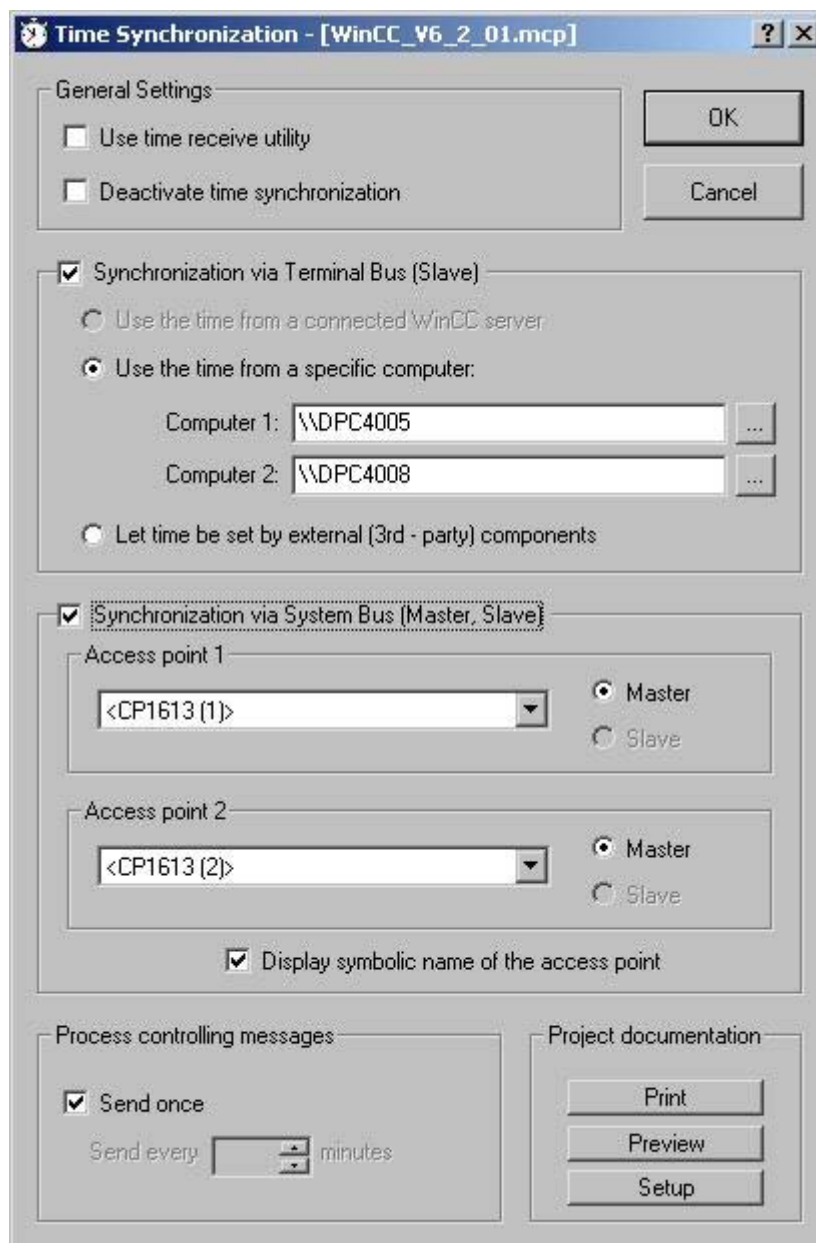 Time Synchronization - [WinCC_V6_2_01.mcp]
General Settings
Use time receive utility
Deactivate time synchronization
OK
Cancel
Synchronization via Terminal Bus (Slave)
Use the time from a connected WinCC server
Use the time from a specific computer:
Computer 1: \\DPC4005 ...
Computer 2: \\DPC4008 ...
Let time be set by external (3rd - party) components
Synchronization via System Bus (Master, Slave)
Access point 1
<CP1613 (1)>
Master
Slave
Access point 2
<CP1613 (2)>
Master
Slave
Display symbolic name of the access point
Process controlling messages
Send once
Send every minutes
Project documentation
Print
Preview
Setup